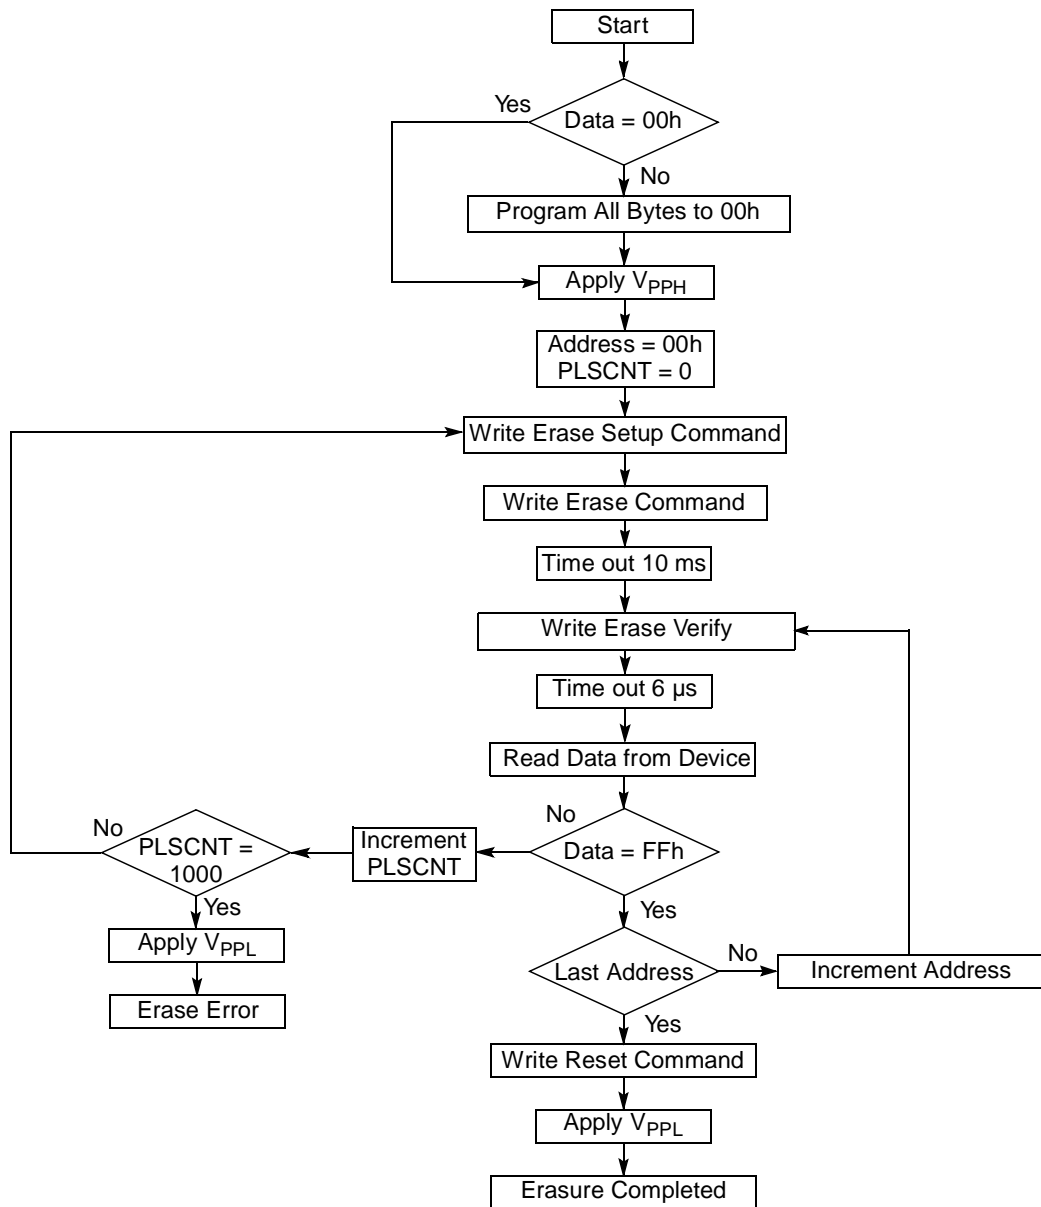 Start
Yes
Data = 00h
No
Program All Bytes to 00h
Apply VPPH
Address = 00h
PLSCNT = 0
Write Erase Setup Command
Write Erase Command
Time out 10 ms
Write Erase Verify
Time out 6 µs
Read Data from Device
No
Data = FFh
Increment
PLSCNT
No
PLSCNT =
1000
Yes
Apply VPPL
Erase Error
Yes
Last Address
No
Increment Address
Yes
Write Reset Command
Apply VPPL
Erasure Completed